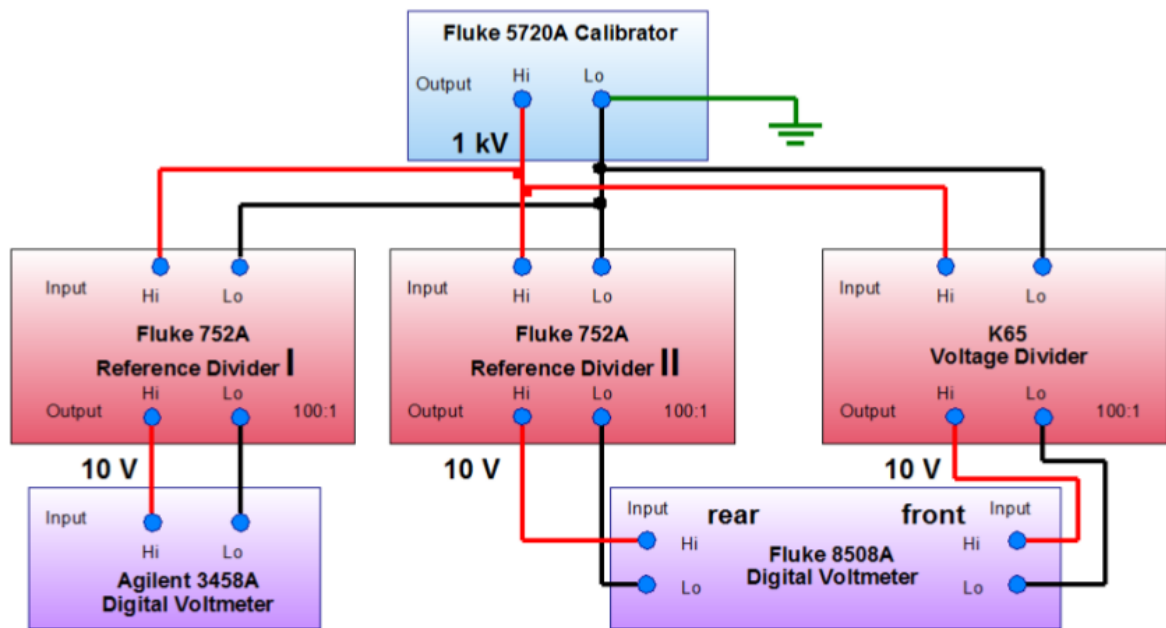 Fluke 5720A Calibrator
Output
Hi
Lo
1 kV
Input
Hi
Lo
Fluke 752A
Reference Divider I
Output
Hi
Lo
100:1
Input
Hi
Lo
Fluke 752A
Reference Divider II
Output
Hi
Lo
100:1
Input
Hi
Lo
K65
Voltage Divider
Output
Hi
Lo
100:1
10 V
10 V
10 V
Input
Hi
Lo
Agilent 3458A
Digital Voltmeter
Input
rear
front
Input
Hi
Lo
Fluke 8508A
Digital Voltmeter
Hi
Lo